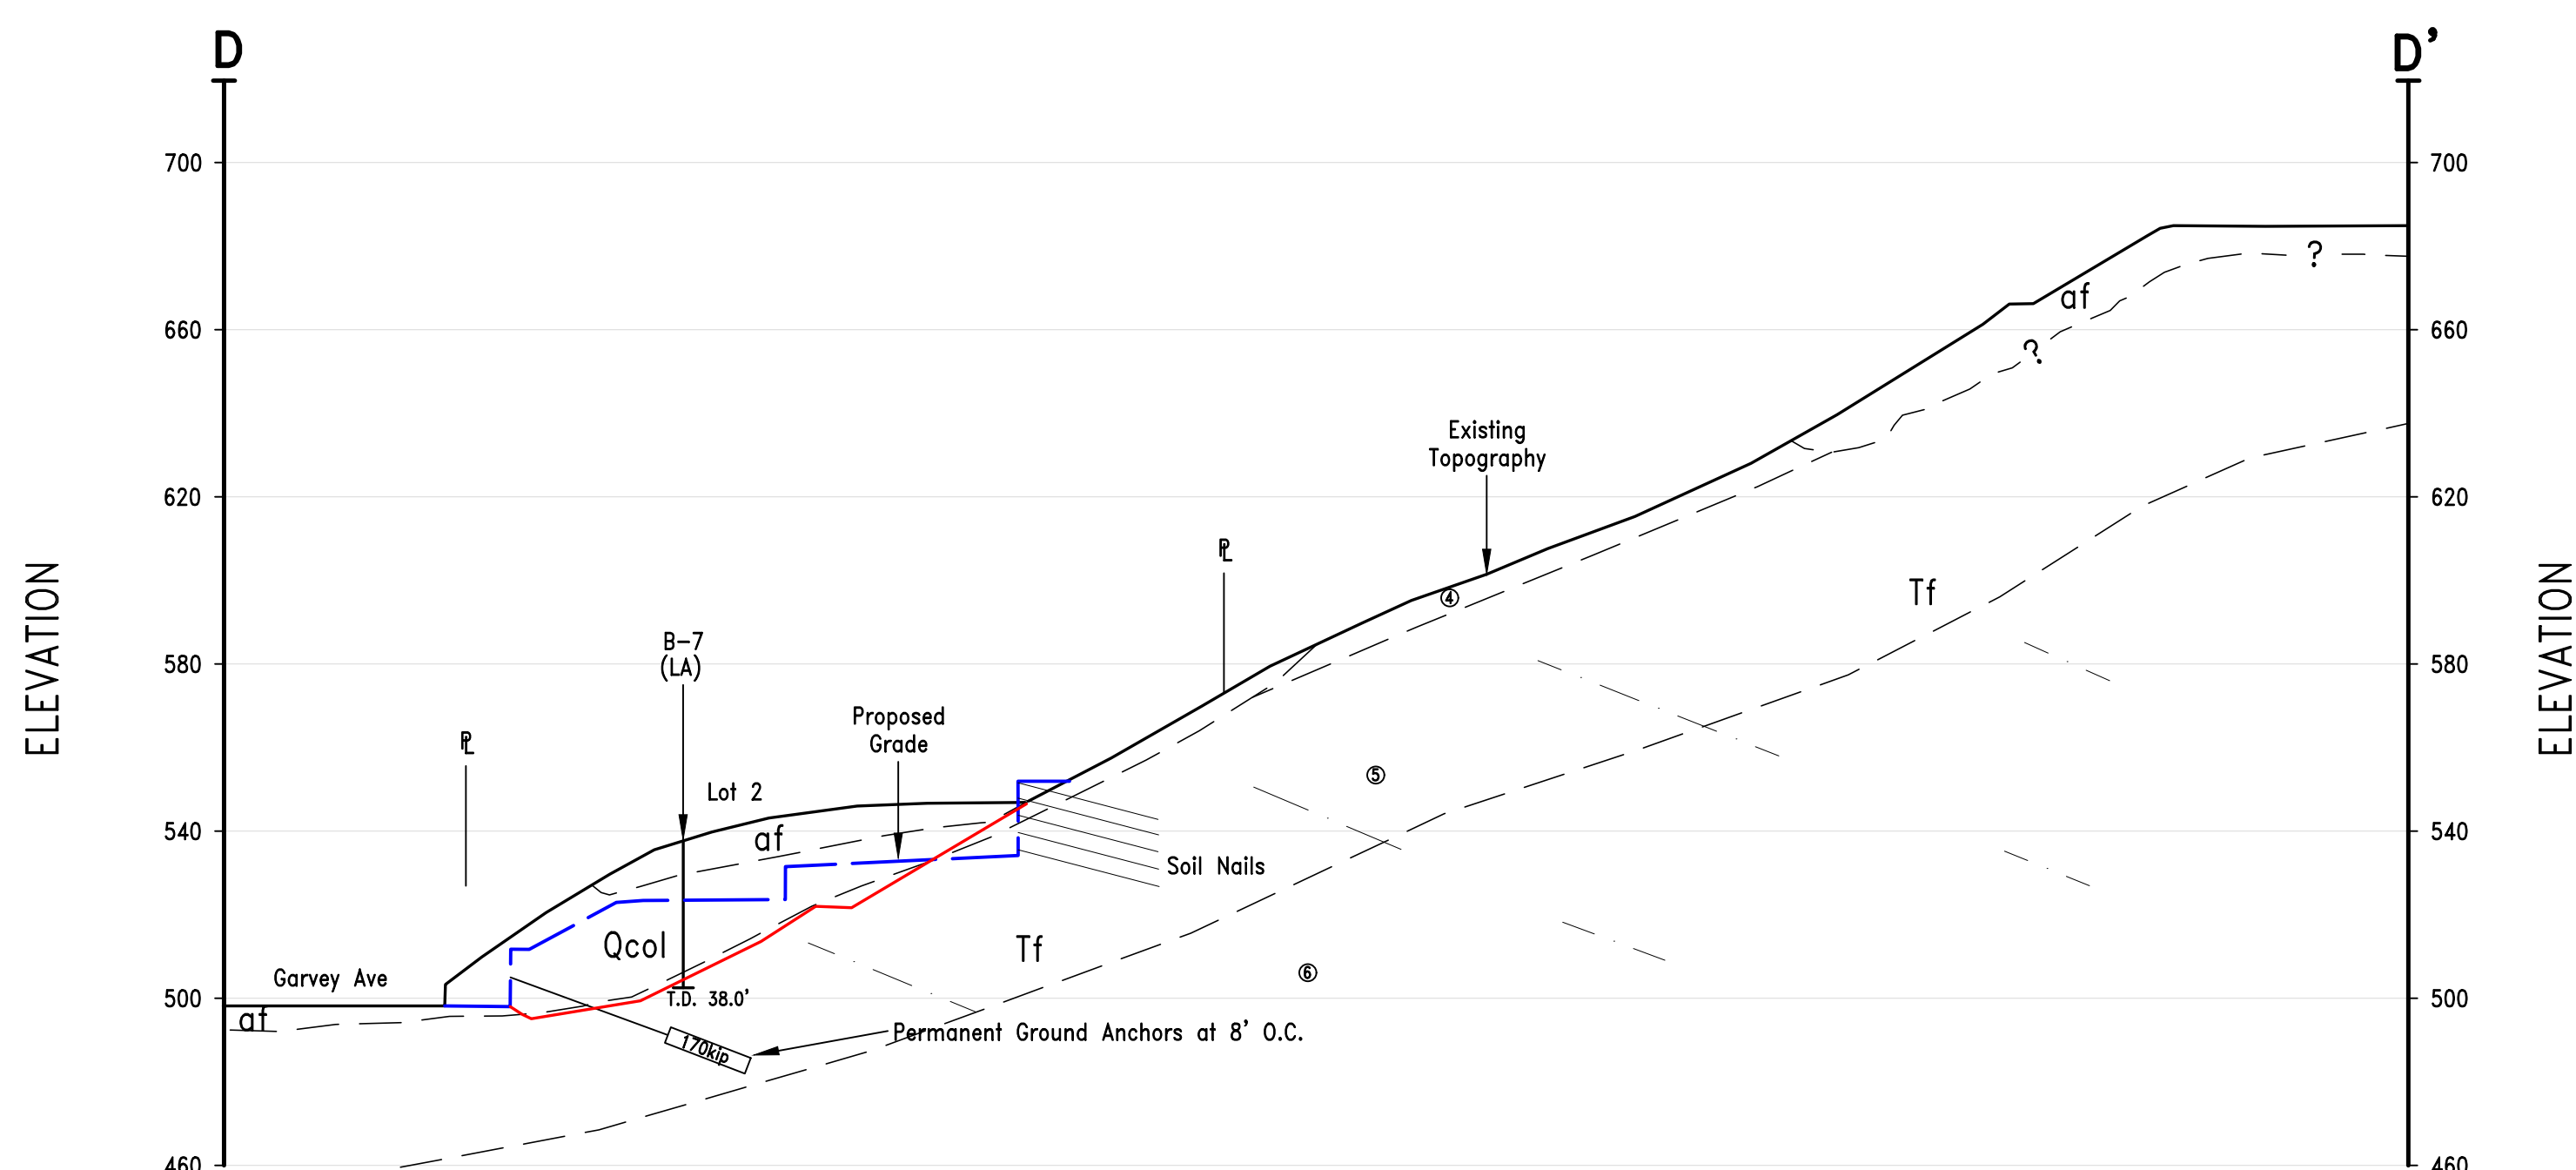 D
D’
700
700
660
660
af
?
?
Existing
Topography
620
620
ELEVATION
ELEVATION
PL
④
Tf
B-7
(LA)
580
580
Proposed
Grade
PL
Lot 2
⑤
540
540
af
Soil Nails
Qcol
Tf
Garvey Ave
⑥
500
500
T.D. 38.0’
af
170kip
Permanent Ground Anchors at 8’ O.C.
460
460